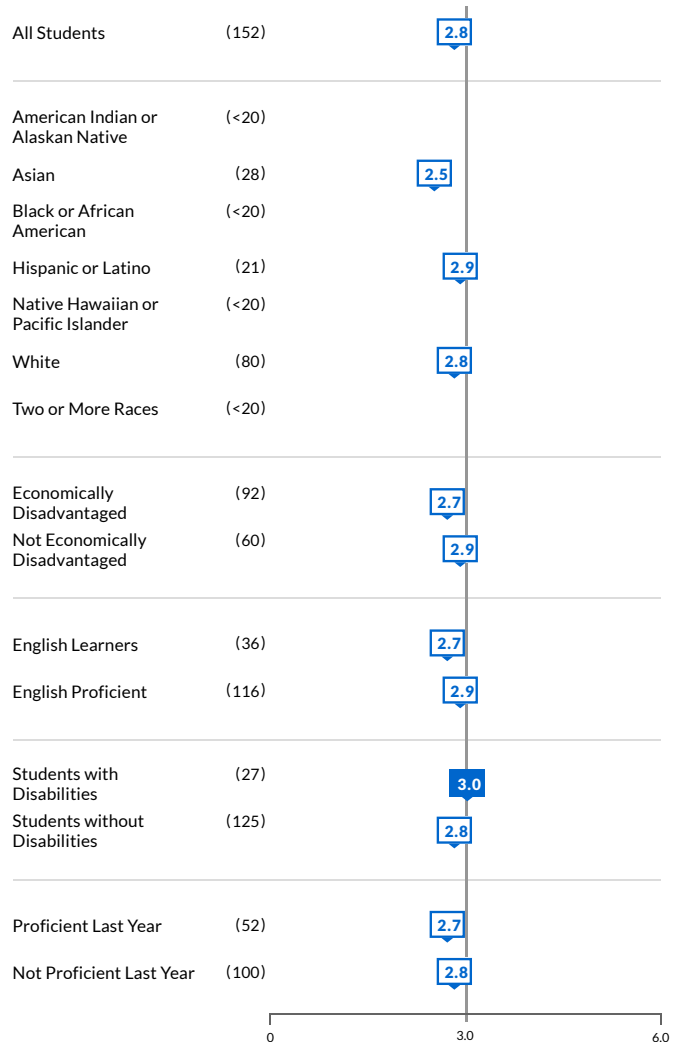 All Students (152) 2.8
American Indian or (<20)
Alaskan Native
Asian (28) 2.5
Black or African (<20)
American
Hispanic or Latino (21) 2.9
Native Hawaiian or (<20)
Pacific Islander
White (80) 2.8
Two or More Races (<20)
Economically (92) 2.7
Disadvantaged
Not Economically (60) 2.9
Disadvantaged
English Learners (36) 2.7
English Proficient (116) 2.9
Students with (27) 3.0
Disabilities
Students without (125) 2.8
Disabilities
Proficient Last Year (52) 2.7
Not Proficient Last Year (100) 2.8
0 3.0 6.0